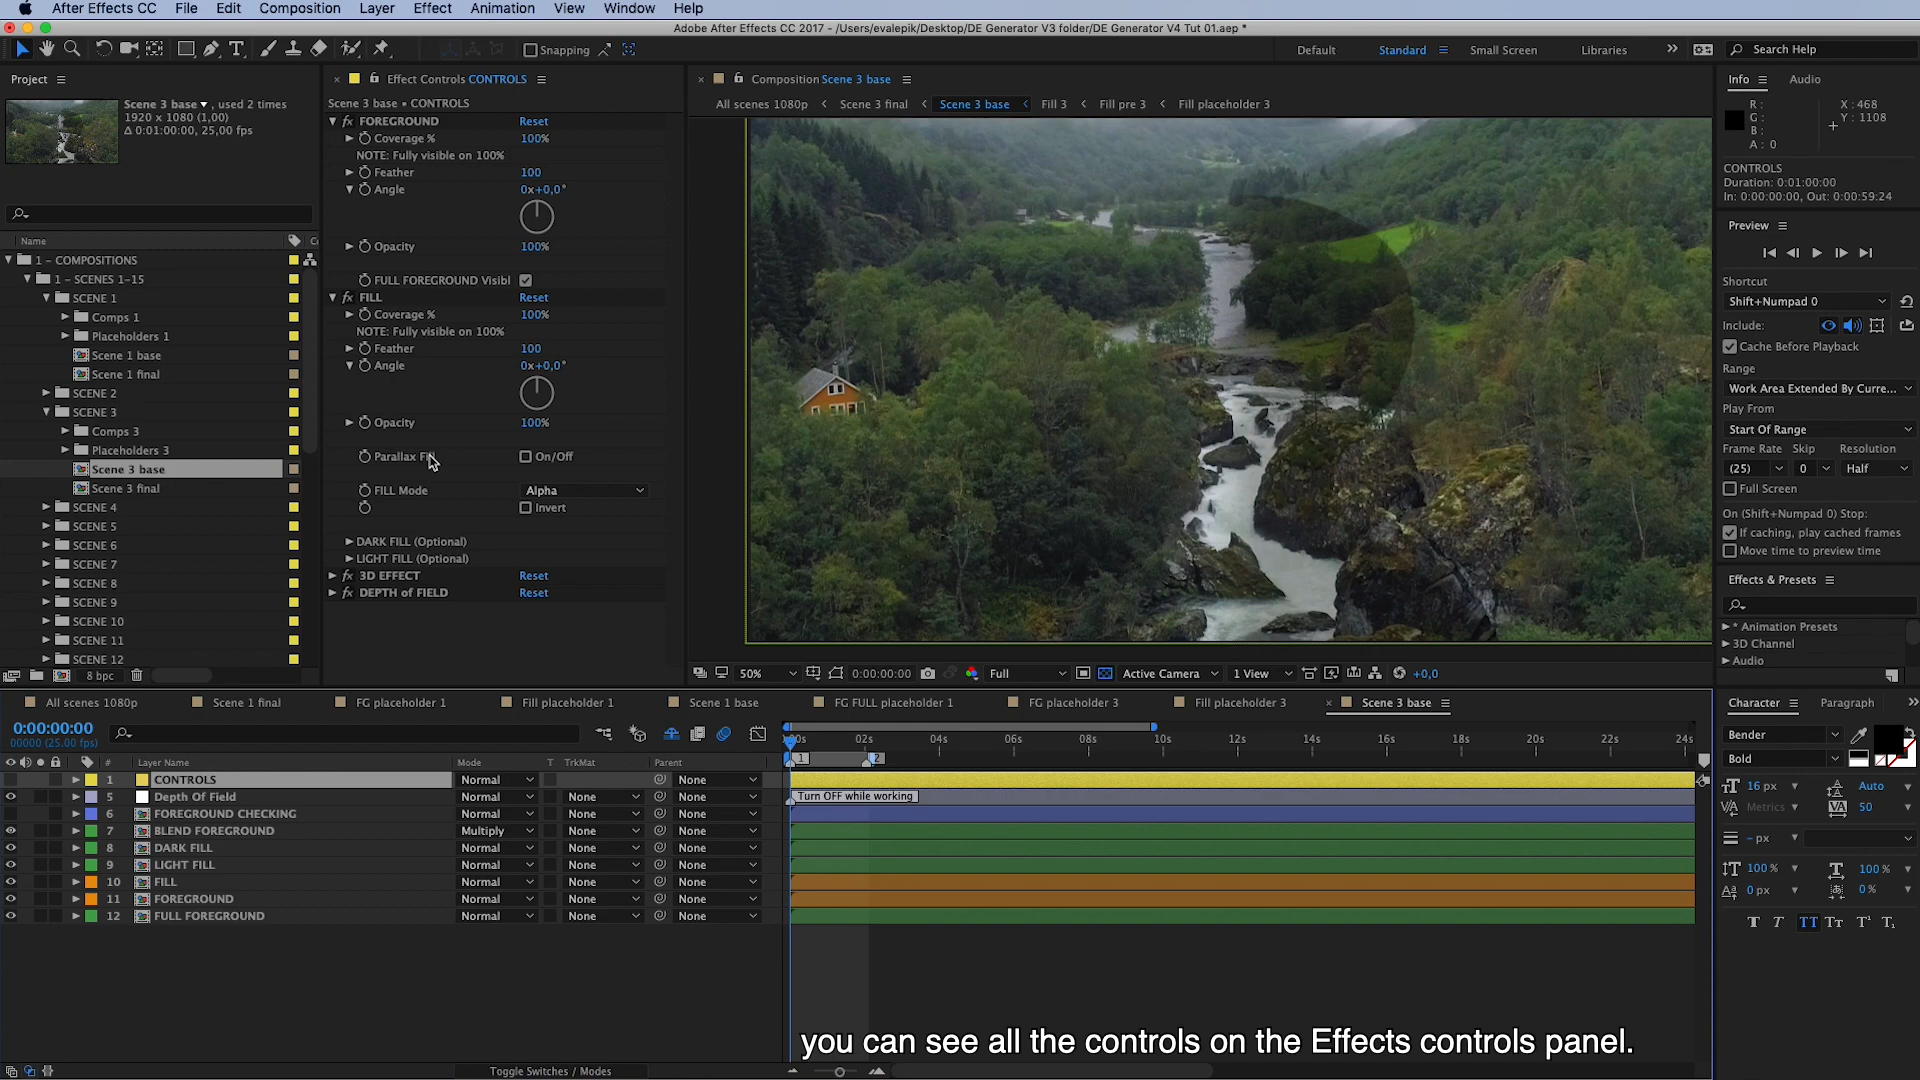 After Effects CC File Edit Composition Layer Effect Animation View Window Help
Adobe After Effects CC 2017 - /Users/evalepik/Desktop/DE Generator V3 folder/DE Generator V4 Tut 01.aep *
Snapping Default Standard Small Screen Libraries Search Help
Project
Scene 3 base , used 2 times
1920 x 1080 (1,00)
Δ 0:01:00:00, 25,00 fps
Name
1 - COMPOSITIONS
1 - SCENES 1-15
SCENE 1
Comps 1
Placeholders 1
Scene 1 base
Scene 1 final
SCENE 2
SCENE 3
Comps 3
Placeholders 3
Scene 3 base
Scene 3 final
SCENE 4
SCENE 5
SCENE 6
SCENE 7
SCENE 8
SCENE 9
SCENE 10
SCENE 11
SCENE 12
8 bpc
Effect Controls CONTROLS
Scene 3 base • CONTROLS
fx FOREGROUND Reset
Coverage % 100%
NOTE: Fully visible on 100%
Feather 100
Angle 0x+0,0°
Opacity 100%
FULL FOREGROUND Visibl
fx FILL Reset
Coverage % 100%
NOTE: Fully visible on 100%
Feather 100
Angle 0x+0,0°
Opacity 100%
Parallax On/Off
FILL Mode Alpha
Invert
DARK FILL (Optional)
LIGHT FILL (Optional)
fx 3D EFFECT Reset
fx DEPTH of FIELD Reset
Composition Scene 3 base
All scenes 1080p Scene 3 final Scene 3 base Fill 3 Fill pre 3 Fill placeholder 3
50% 0:00:00:00 Full Active Camera 1 View +0,0
Info Audio
R: X : 468
G: Y : 1108
B:
A: 0
CONTROLS
Duration: 0:01:00:00
In: 0:00:00:00, Out: 0:00:59:24
Preview
Shortcut
Shift+Numpad 0
Include:
Cache Before Playback
Range
Work Area Extended By Curre...
Play From
Start Of Range
Frame Rate Skip Resolution
(25) 0 Half
Full Screen
On (Shift+Numpad 0) Stop:
If caching, play cached frames
Move time to preview time
Effects & Presets
* Animation Presets
3D Channel
Audio
All scenes 1080p Scene 1 final FG placeholder 1 Fill placeholder 1 Scene 1 base FG FULL placeholder 1 FG placeholder 3 Fill placeholder 3 Scene 3 base
0:00:00:00
00000 (25.00 fps)
# Layer Name Mode T TrkMat Parent
02s 04s 06s 08s 10s 12s 14s 16s 18s 20s 22s 24s
1 2
1 CONTROLS Normal None
5 Depth Of Field Normal None None
Turn OFF while working
6 FOREGROUND CHECKING Normal None None
7 BLEND FOREGROUND Multiply None None
8 DARK FILL Normal None None
9 LIGHT FILL Normal None None
10 FILL Normal None None
11 FOREGROUND Normal None None
12 FULL FOREGROUND Normal None None
Toggle Switches / Modes
Character Paragraph
Bender
Bold
16 px Auto
Metrics 50
- px
100 % 100 %
0 px 0 %
you can see all the controls on the Effects controls panel.